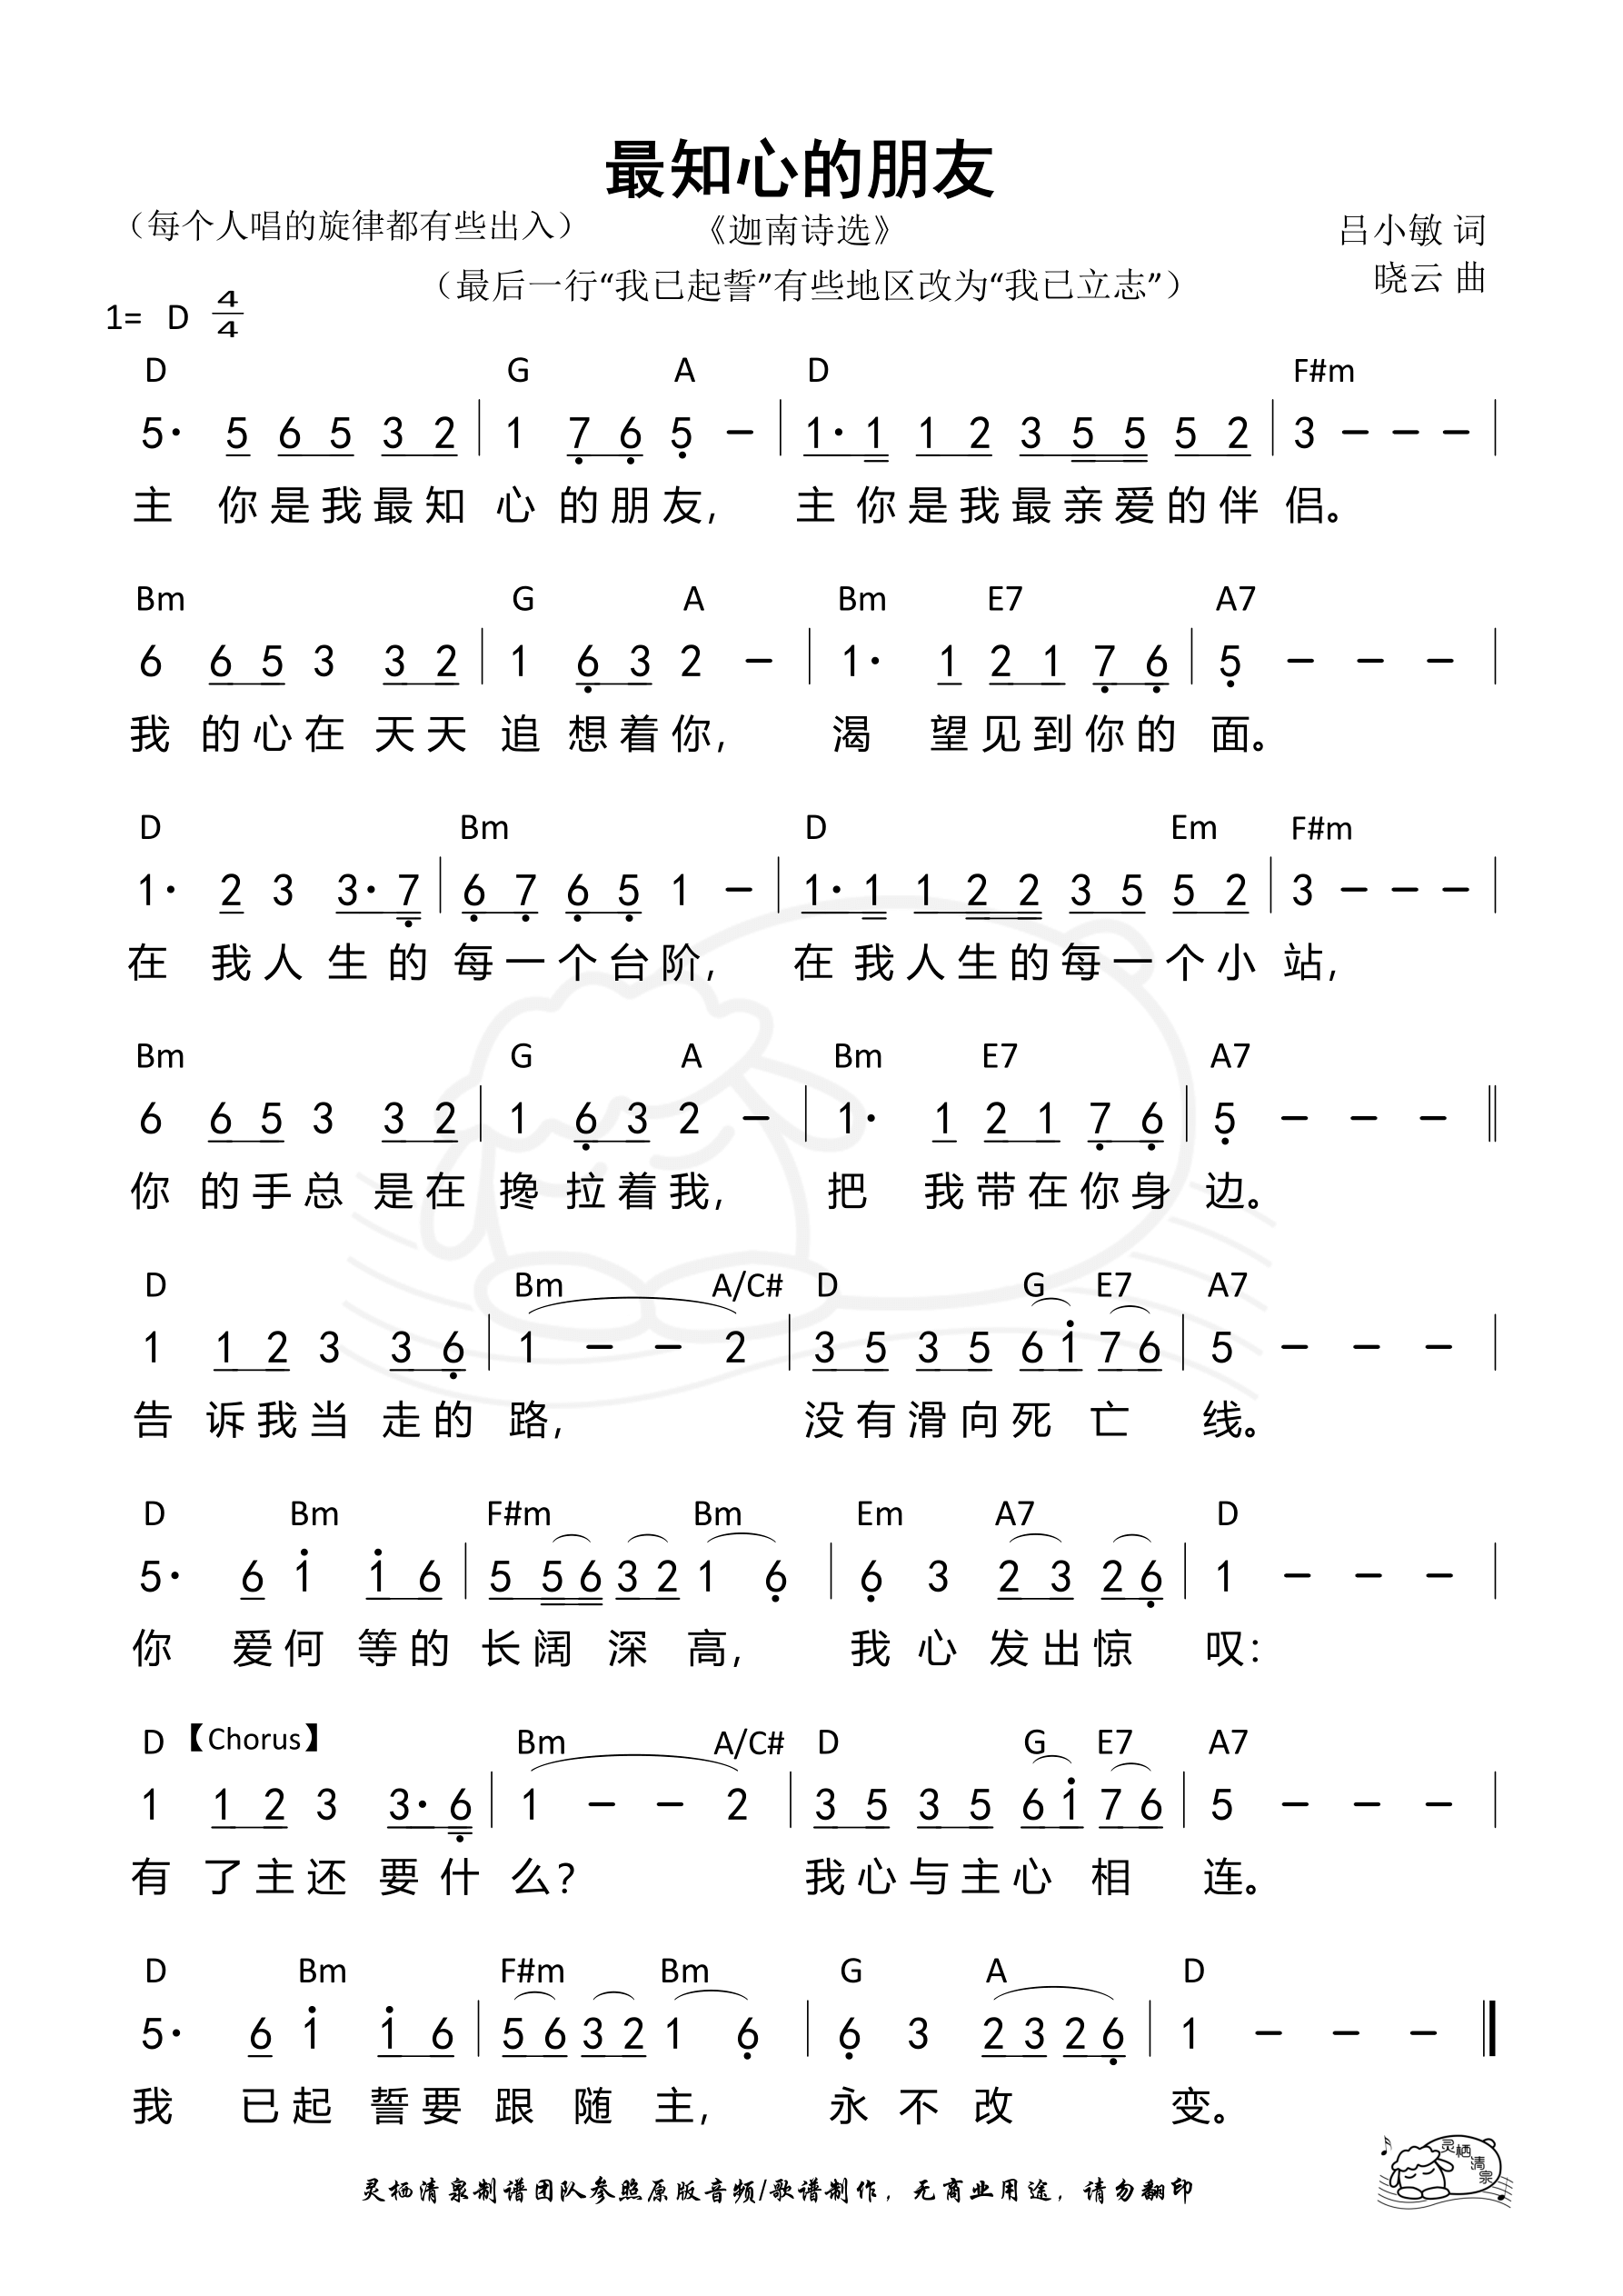 最知心的朋友
（每个人唱的旋律都有些出入） 《迦南诗选》 吕小敏 词
（最后一行“我已起誓”有些地区改为“我已立志”） 晓云 曲
1= D 4/4
D G A D F#m
5· 5 6 5 3 2 | 1 7 6 5 – | 1· 1 1 2 3 5 5 5 2 | 3 – – – |
主 你是我最知 心 的朋友, 主 你是我最亲爱的伴 侣。
Bm G A Bm E7 A7
6 6 5 3 3 2 | 1 6 3 2 – | 1· 1 2 1 7 6 | 5 – – – |
我 的心在 天天 追 想着你, 渴 望见到你的 面。
D Bm D Em F#m
1· 2 3 3· 7 | 6 7 6 5 1 – | 1· 1 1 2 2 3 5 5 2 | 3 – – – |
在 我人 生 的 每一个台阶, 在 我人生的每一个小 站,
Bm G A Bm E7 A7
6 6 5 3 3 2 | 1 6 3 2 – | 1· 1 2 1 7 6 | 5 – – – ||
你 的手总 是在 搀 拉着我, 把 我带在你身 边。
D Bm A/C# D G E7 A7
1 1 2 3 3 6 | 1 – – 2 | 3 5 3 5 6 1 7 6 | 5 – – – |
告 诉我当 走的 路, 没有滑向死 亡 线。
D Bm F#m Bm Em A7 D
5· 6 1 1 6 | 5 5 6 3 2 1 6 | 6 3 2 3 2 6 | 1 – – – |
你 爱何 等的 长阔 深 高, 我 心 发出惊 叹:
D 【Chorus】 Bm A/C# D G E7 A7
1 1 2 3 3· 6 | 1 – – 2 | 3 5 3 5 6 1 7 6 | 5 – – – |
有 了主还 要 什 么? 我心与主心 相 连。
D Bm F#m Bm G A D
5· 6 1 1 6 | 5 6 3 2 1 6 | 6 3 2 3 2 6 | 1 – – – ||
我 已起 誓要 跟 随 主, 永 不 改 变。
灵栖清泉
灵栖清泉制谱团队参照原版音频/歌谱制作，无商业用途，请勿翻印